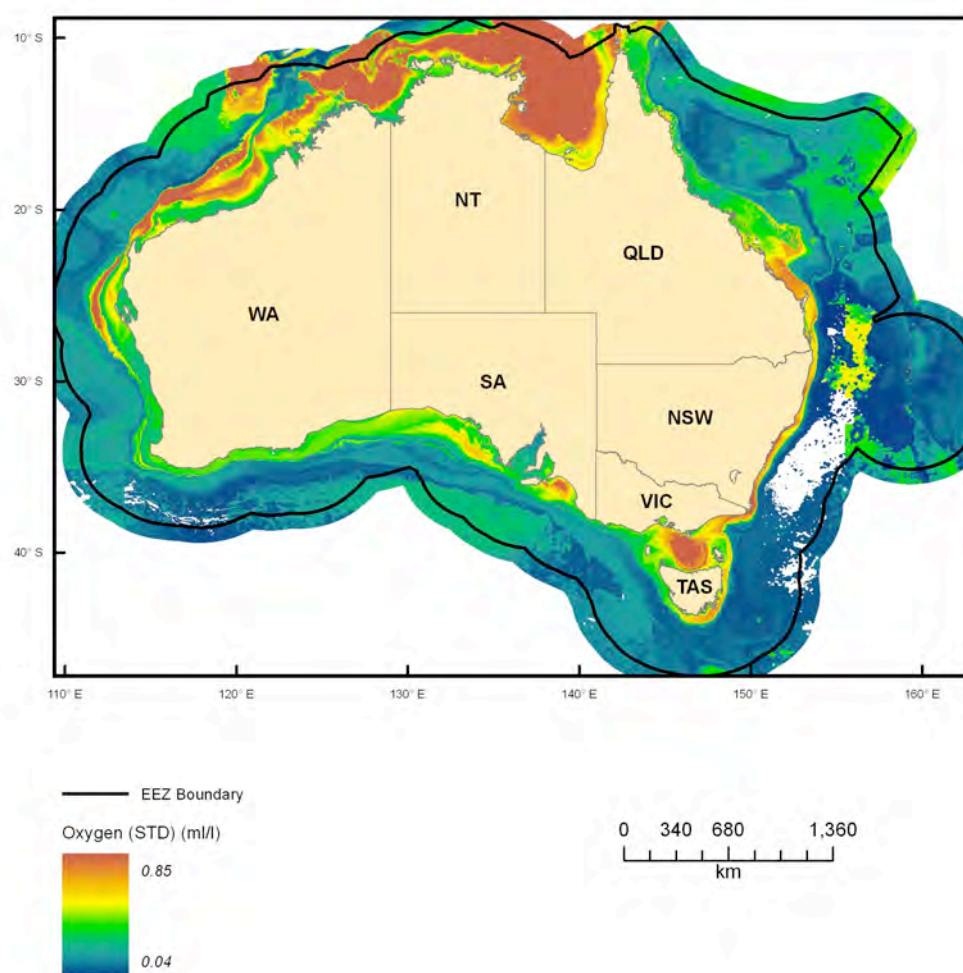 10° S
20° S
30° S
40° S
NT
QLD
WA
SA
NSW
VIC
TAS
110° E
120° E
130° E
140° E
150° E
160° E
EEZ Boundary
Oxygen (STD) (ml/l)
0.85
0.04
0 340 680 1,360
km